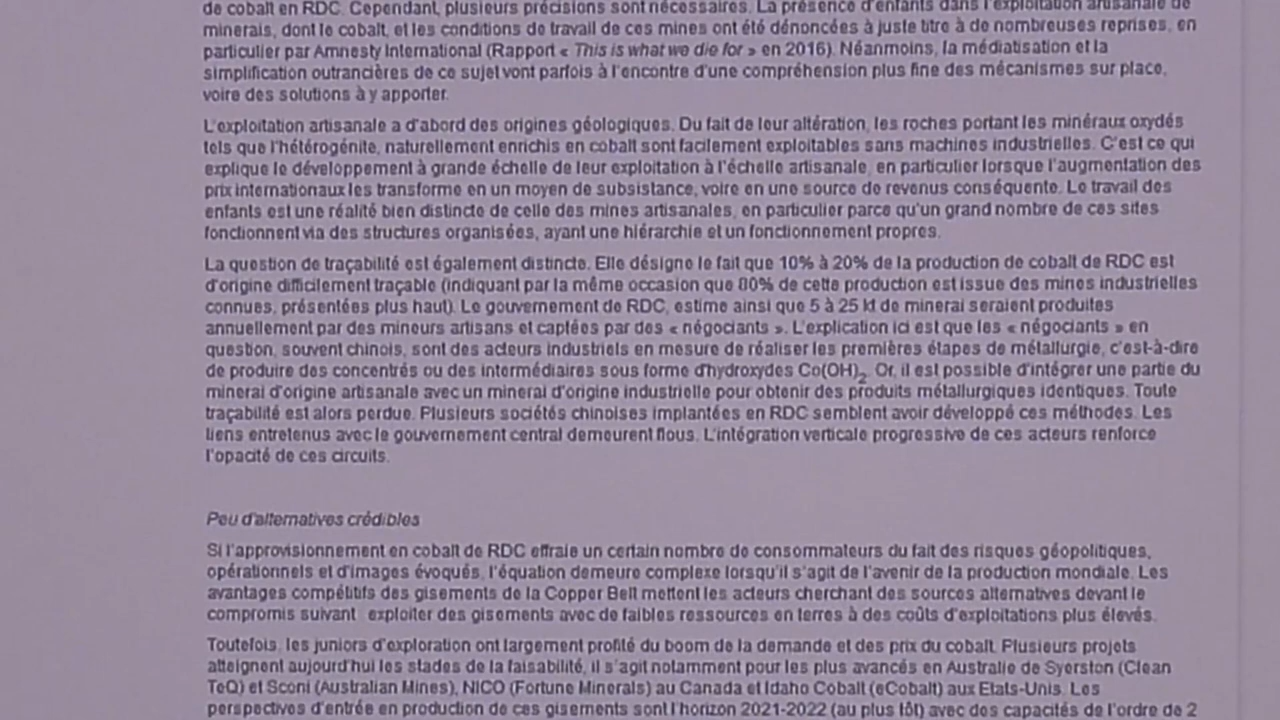 de cobalt en RDC. Cependant, plusieurs précisions sont nécessaires. La présence d'enfants dans l'exploitation artisanale de
minerais, dont le cobalt, et les conditions de travail de ces mines ont été dénoncées à juste titre à de nombreuses reprises, en
particulier par Amnesty International (Rapport « This is what we die for » en 2016). Néanmoins, la médiatisation et la
simplification outrancières de ce sujet vont parfois à l'encontre d'une compréhension plus fine des mécanismes sur place,
voire des solutions à y apporter.
L'exploitation artisanale a d'abord des origines géologiques. Du fait de leur altération, les roches portant les minéraux oxydés
tels que l'hétérogénite, naturellement enrichis en cobalt sont facilement exploitables sans machines industrielles. C'est ce qui
explique le développement à grande échelle de leur exploitation à l'échelle artisanale, en particulier lorsque l'augmentation des
prix internationaux les transforme en un moyen de subsistance, voire en une source de revenus conséquente. Le travail des
enfants est une réalité bien distincte de celle des mines artisanales, en particulier parce qu'un grand nombre de ces sites
fonctionnent via des structures organisées, ayant une hiérarchie et un fonctionnement propres.
La question de traçabilité est également distincte. Elle désigne le fait que 10% à 20% de la production de cobalt de RDC est
d'origine difficilement traçable (indiquant par la même occasion que 80% de cette production est issue des mines industrielles
connues, présentées plus haut). Le gouvernement de RDC, estime ainsi que 5 à 25 kt de minerai seraient produites
annuellement par des mineurs artisans et captées par des « négociants ». L'explication ici est que les « négociants » en
question, souvent chinois, sont des acteurs industriels en mesure de réaliser les premières étapes de métallurgie, c'est-à-dire
de produire des concentrés ou des intermédiaires sous forme d'hydroxydes Co(OH)₂. Or, il est possible d'intégrer une partie du
minerai d'origine artisanale avec un minerai d'origine industrielle pour obtenir des produits métallurgiques identiques. Toute
traçabilité est alors perdue. Plusieurs sociétés chinoises implantées en RDC semblent avoir développé ces méthodes. Les
liens entretenus avec le gouvernement central demeurent flous. L'intégration verticale progressive de ces acteurs renforce
l'opacité de ces circuits.
Peu d'alternatives crédibles
Si l'approvisionnement en cobalt de RDC effraie un certain nombre de consommateurs du fait des risques géopolitiques,
opérationnels et d'images évoqués, l'équation demeure complexe lorsqu'il s'agit de l'avenir de la production mondiale. Les
avantages compétitifs des gisements de la Copper Belt mettent les acteurs cherchant des sources alternatives devant le
compromis suivant : exploiter des gisements avec de faibles ressources en terres à des coûts d'exploitations plus élevés.
Toutefois, les juniors d'exploration ont largement profité du boom de la demande et des prix du cobalt. Plusieurs projets
atteignent aujourd'hui les stades de la faisabilité, il s'agit notamment pour les plus avancés en Australie de Syerston (Clean
TeQ) et Sconi (Australian Mines), NICO (Fortune Minerals) au Canada et Idaho Cobalt (eCobalt) aux Etats-Unis. Les
perspectives d'entrée en production de ces gisements sont l'horizon 2021-2022 (au plus tôt) avec des capacités de l'ordre de 2